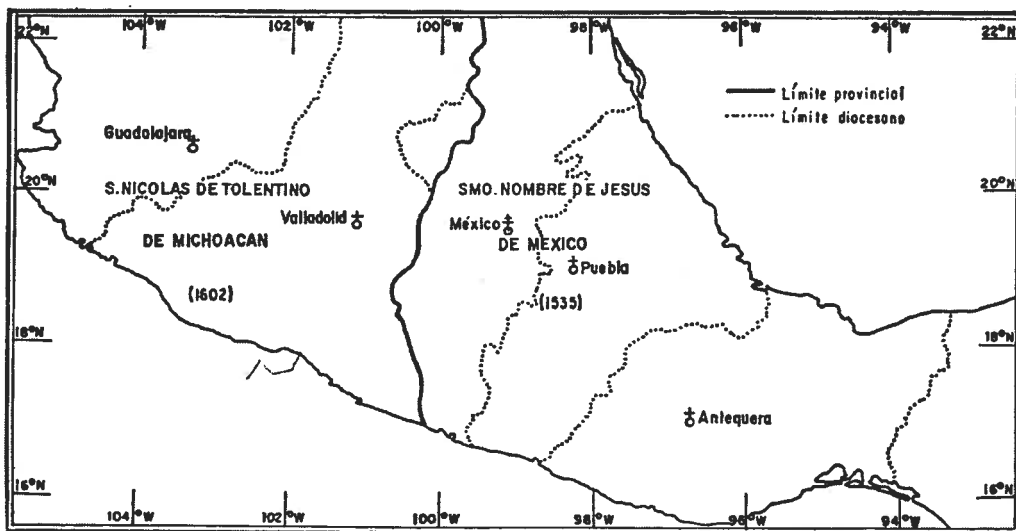 104°W 102°W 100°W 98°W 96°W 94°W
22°N 22°N
Límite provincial
Límite diocesano
Guadalajara
20°N 20°N
S. NICOLAS DE TOLENTINO
DE MICHOACAN
(1602)
Valladolid
SMO. NOMBRE DE JESUS
DE MEXICO
(1535)
México
Puebla
18°N 18°N
Antequera
16°N 16°N
104°W 102°W 100°W 98°W 96°W 94°W